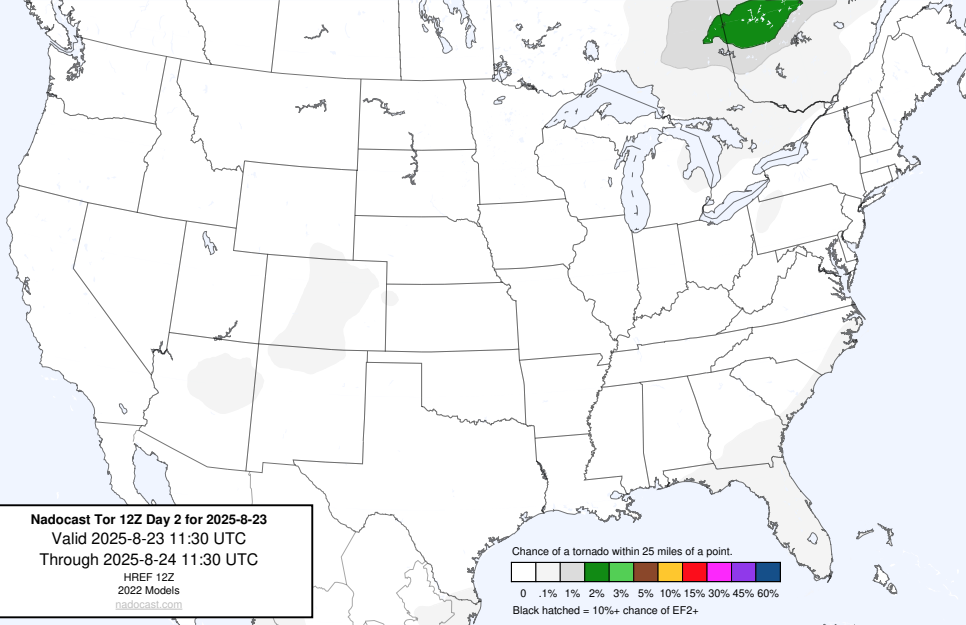 Nadocast Tor 12Z Day 2 for 2025-8-23
Valid 2025-8-23 11:30 UTC
Through 2025-8-24 11:30 UTC
HREF 12Z
2022 Models
nadocast.com
Chance of a tornado within 25 miles of a point.
0 .1% 1% 2% 3% 5% 10% 15% 30% 45% 60%
Black hatched = 10%+ chance of EF2+